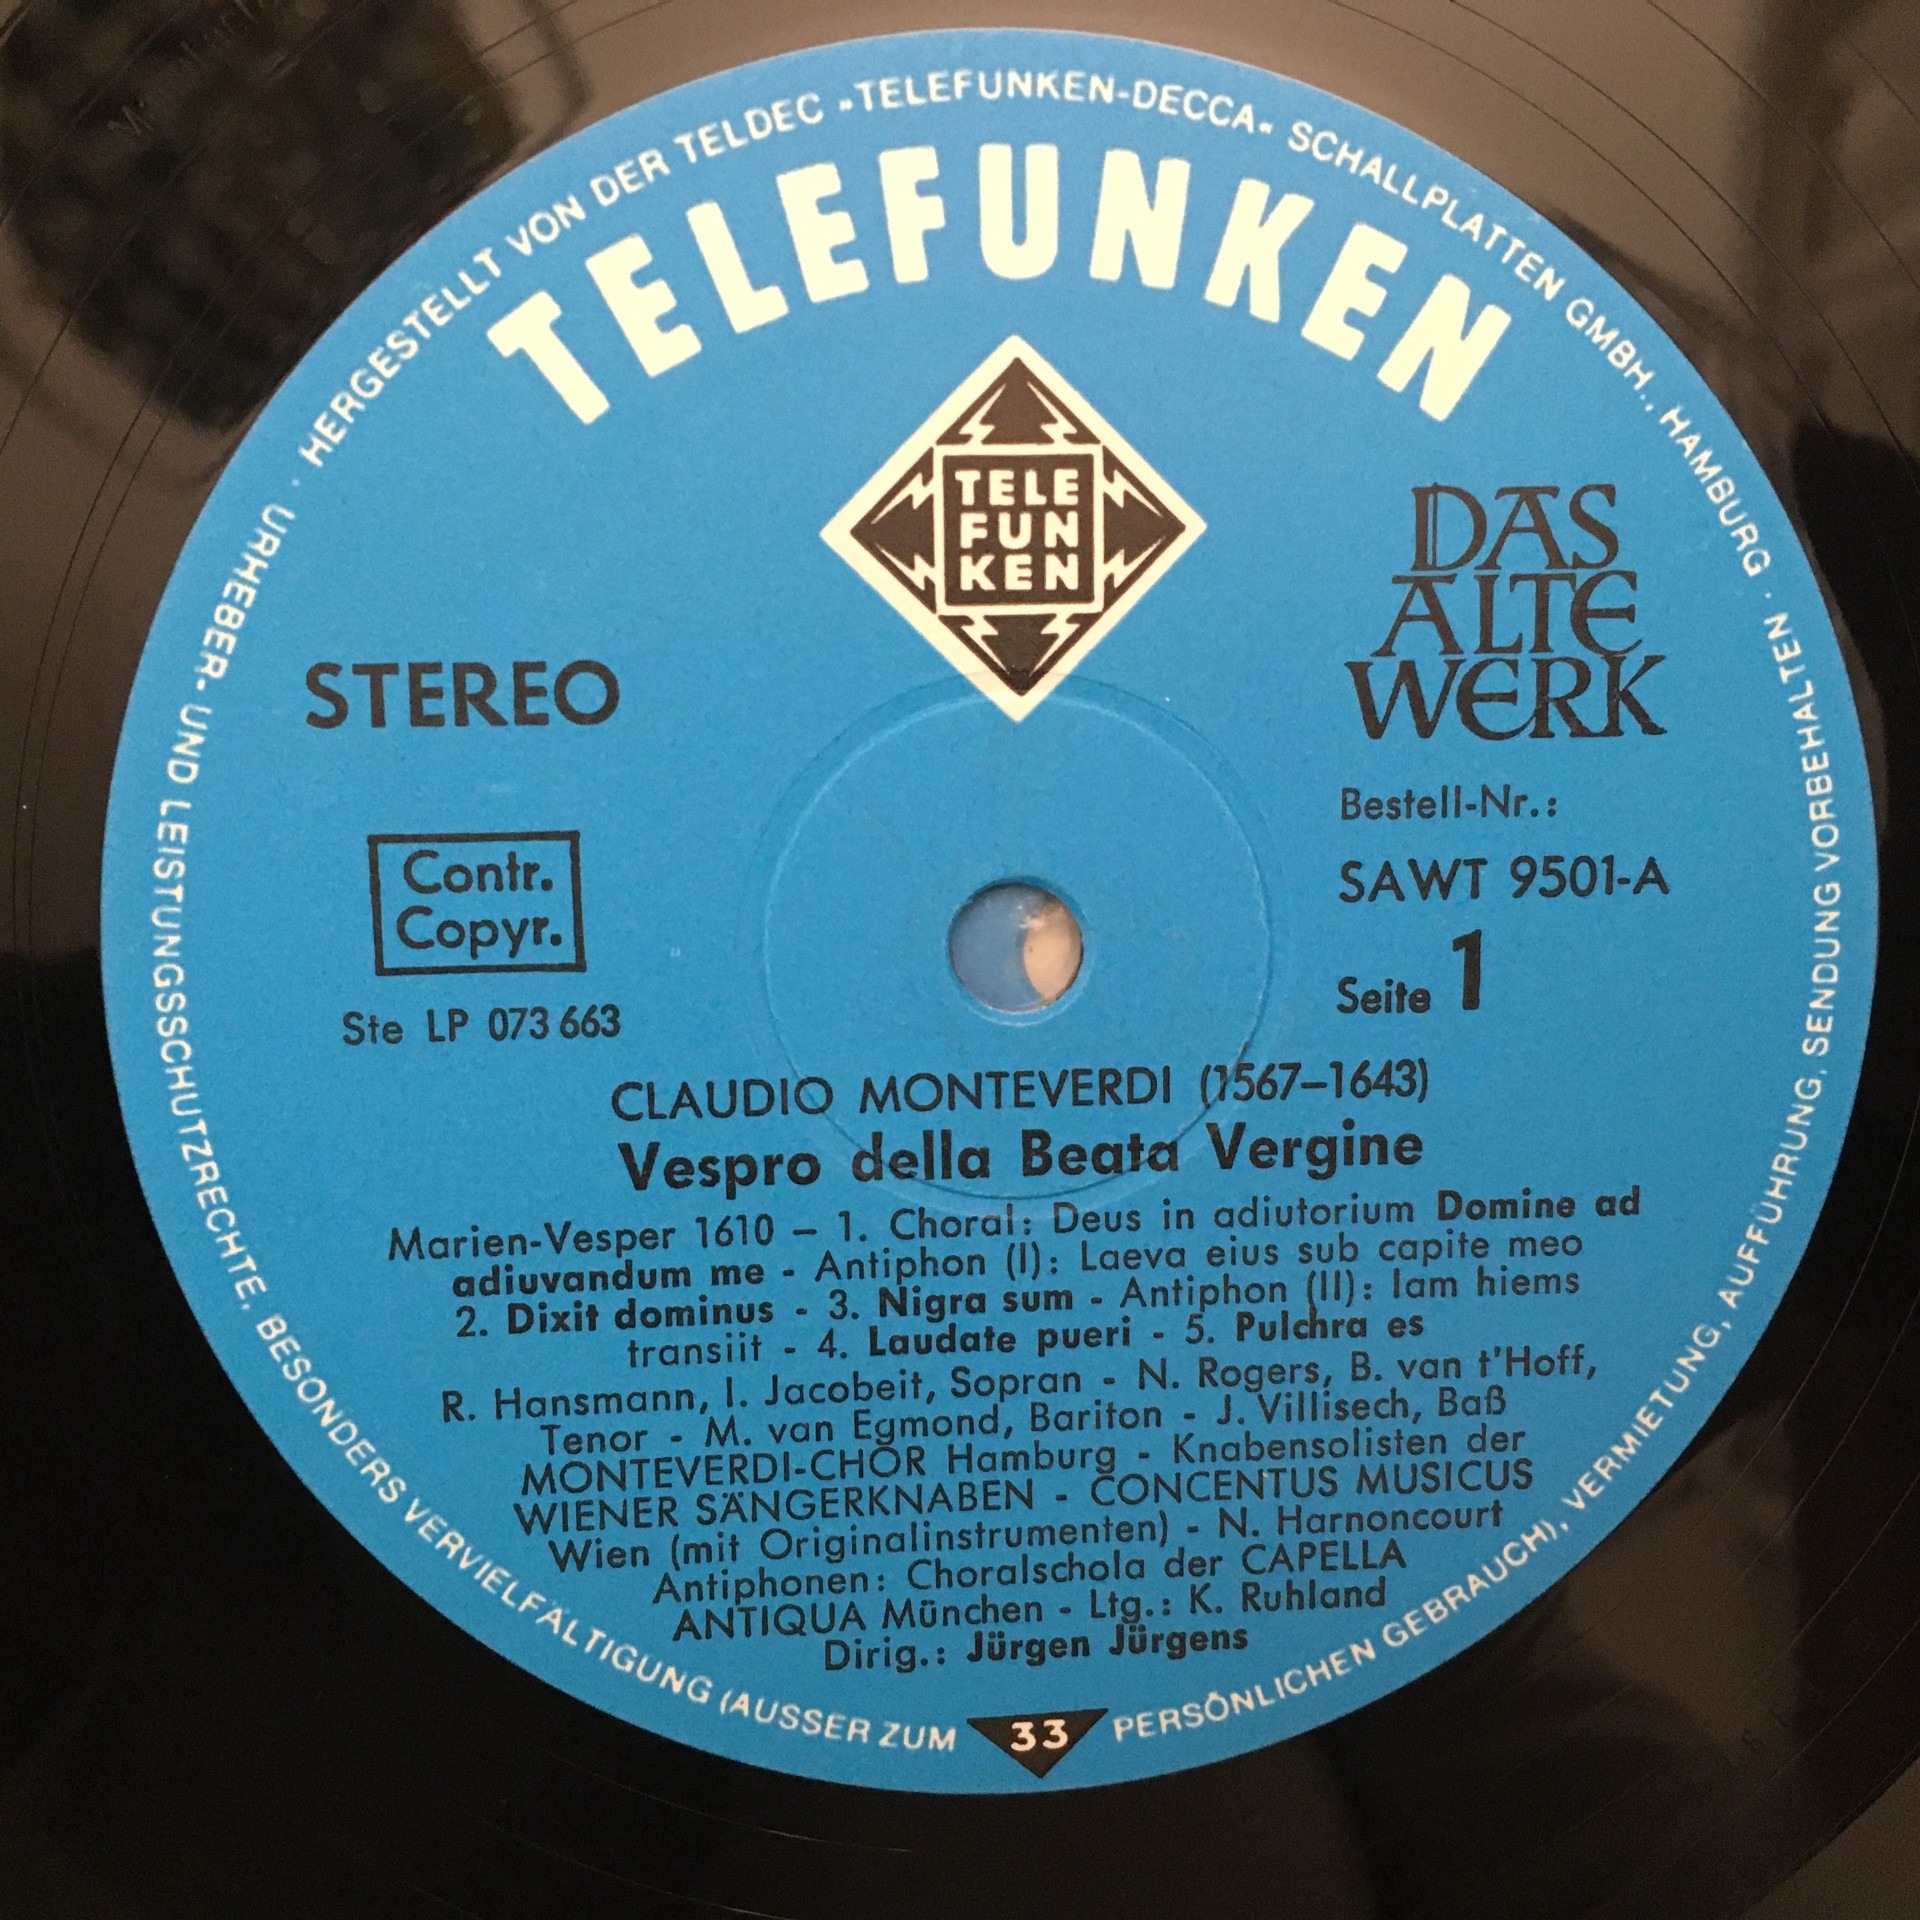 HERGESTELLT VON DER TELDEC »TELEFUNKEN-DECCA« SCHALLPLATTEN GMBH., HAMBURG · URHEBER- UND LEISTUNGSSCHUTZRECHTE, BESONDERS VERVIELFÄLTIGUNG (AUSSER ZUM PERSÖNLICHEN GEBRAUCH), VERMIETUNG, AUFFÜHRUNG, SENDUNG VORBEHALTEN ·
TELEFUNKEN
TELE
FUN
KEN
DAS
ALTE
WERK
STEREO
Bestell-Nr.:
SAWT 9501-A
Seite 1
Contr.
Copyr.
Ste LP 073 663
CLAUDIO MONTEVERDI (1567–1643)
Vespro della Beata Vergine
Marien-Vesper 1610 – 1. Choral: Deus in adiutorium Domine ad
adiuvandum me - Antiphon (I): Laeva eius sub capite meo
2. Dixit dominus - 3. Nigra sum - Antiphon (II): Iam hiems
transiit - 4. Laudate pueri - 5. Pulchra es
R. Hansmann, I. Jacobeit, Sopran - N. Rogers, B. van t'Hoff,
Tenor - M. van Egmond, Bariton - J. Villisech, Baß
MONTEVERDI-CHOR Hamburg - Knabensolisten der
WIENER SÄNGERKNABEN - CONCENTUS MUSICUS
Wien (mit Originalinstrumenten) - N. Harnoncourt
Antiphonen: Choralschola der CAPELLA
ANTIQUA München - Ltg.: K. Ruhland
Dirig.: Jürgen Jürgens
33